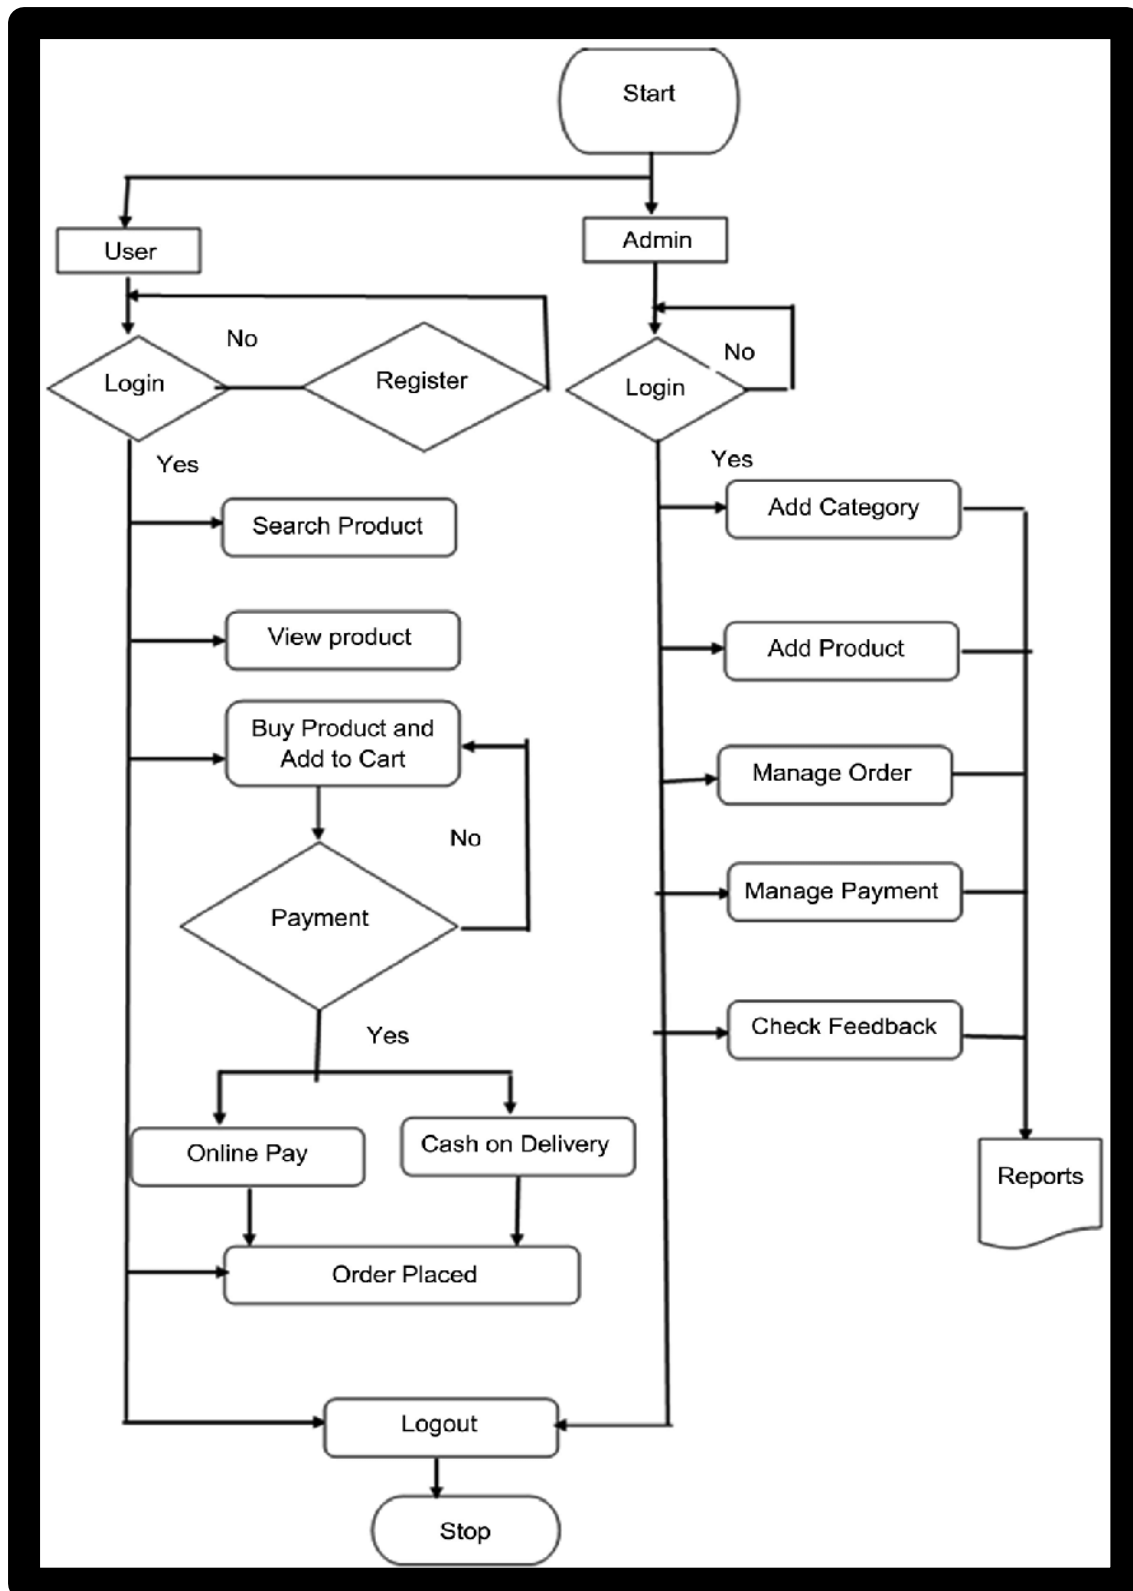 Start
User
Admin
No
Login
Register
No
Login
Yes
Yes
Search Product
Add Category
View product
Add Product
Buy Product and
Add to Cart
Manage Order
No
Payment
Manage Payment
Yes
Check Feedback
Online Pay
Cash on Delivery
Reports
Order Placed
Logout
Stop